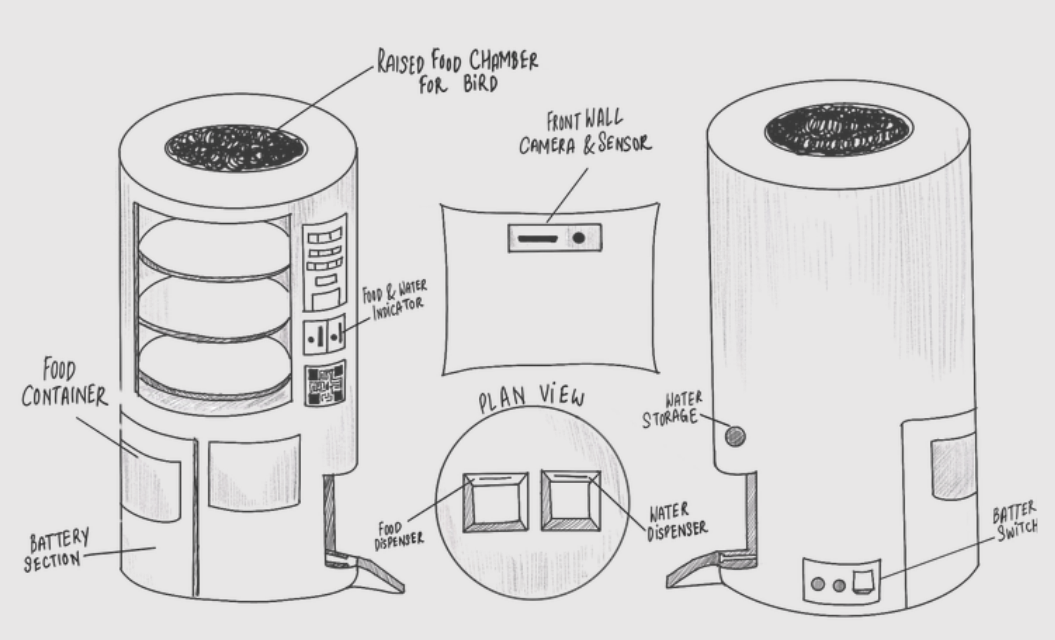 RAISED FOOD CHAMBER
FOR BIRD
FRONT WALL
CAMERA & SENSOR
FOOD & WATER
INDICATOR
FOOD
CONTAINER
PLAN VIEW
WATER
STORAGE
BATTERY
SECTION
FOOD
DISPENSER
WATER
DISPENSER
BATTER
SWITCH